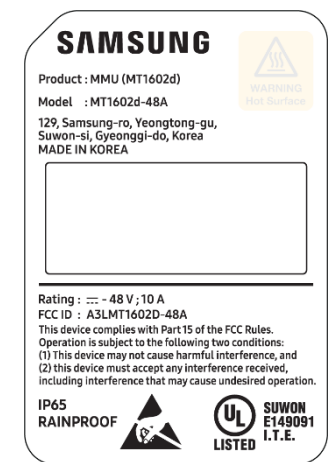 SAMSUNG
WARNING
Hot Surface
Product : MMU (MT1602d)
Model : MT1602d-48A
129, Samsung-ro, Yeongtong-gu,
Suwon-si, Gyeonggi-do, Korea
MADE IN KOREA
Rating : ⎓ - 48 V ; 10 A
FCC ID : A3LMT1602D-48A
This device complies with Part 15 of the FCC Rules.
Operation is subject to the following two conditions:
(1) This device may not cause harmful interference, and
(2) this device must accept any interference received,
including interference that may cause undesired operation.
IP65
RAINPROOF
UL
LISTED
SUWON
E149091
I.T.E.